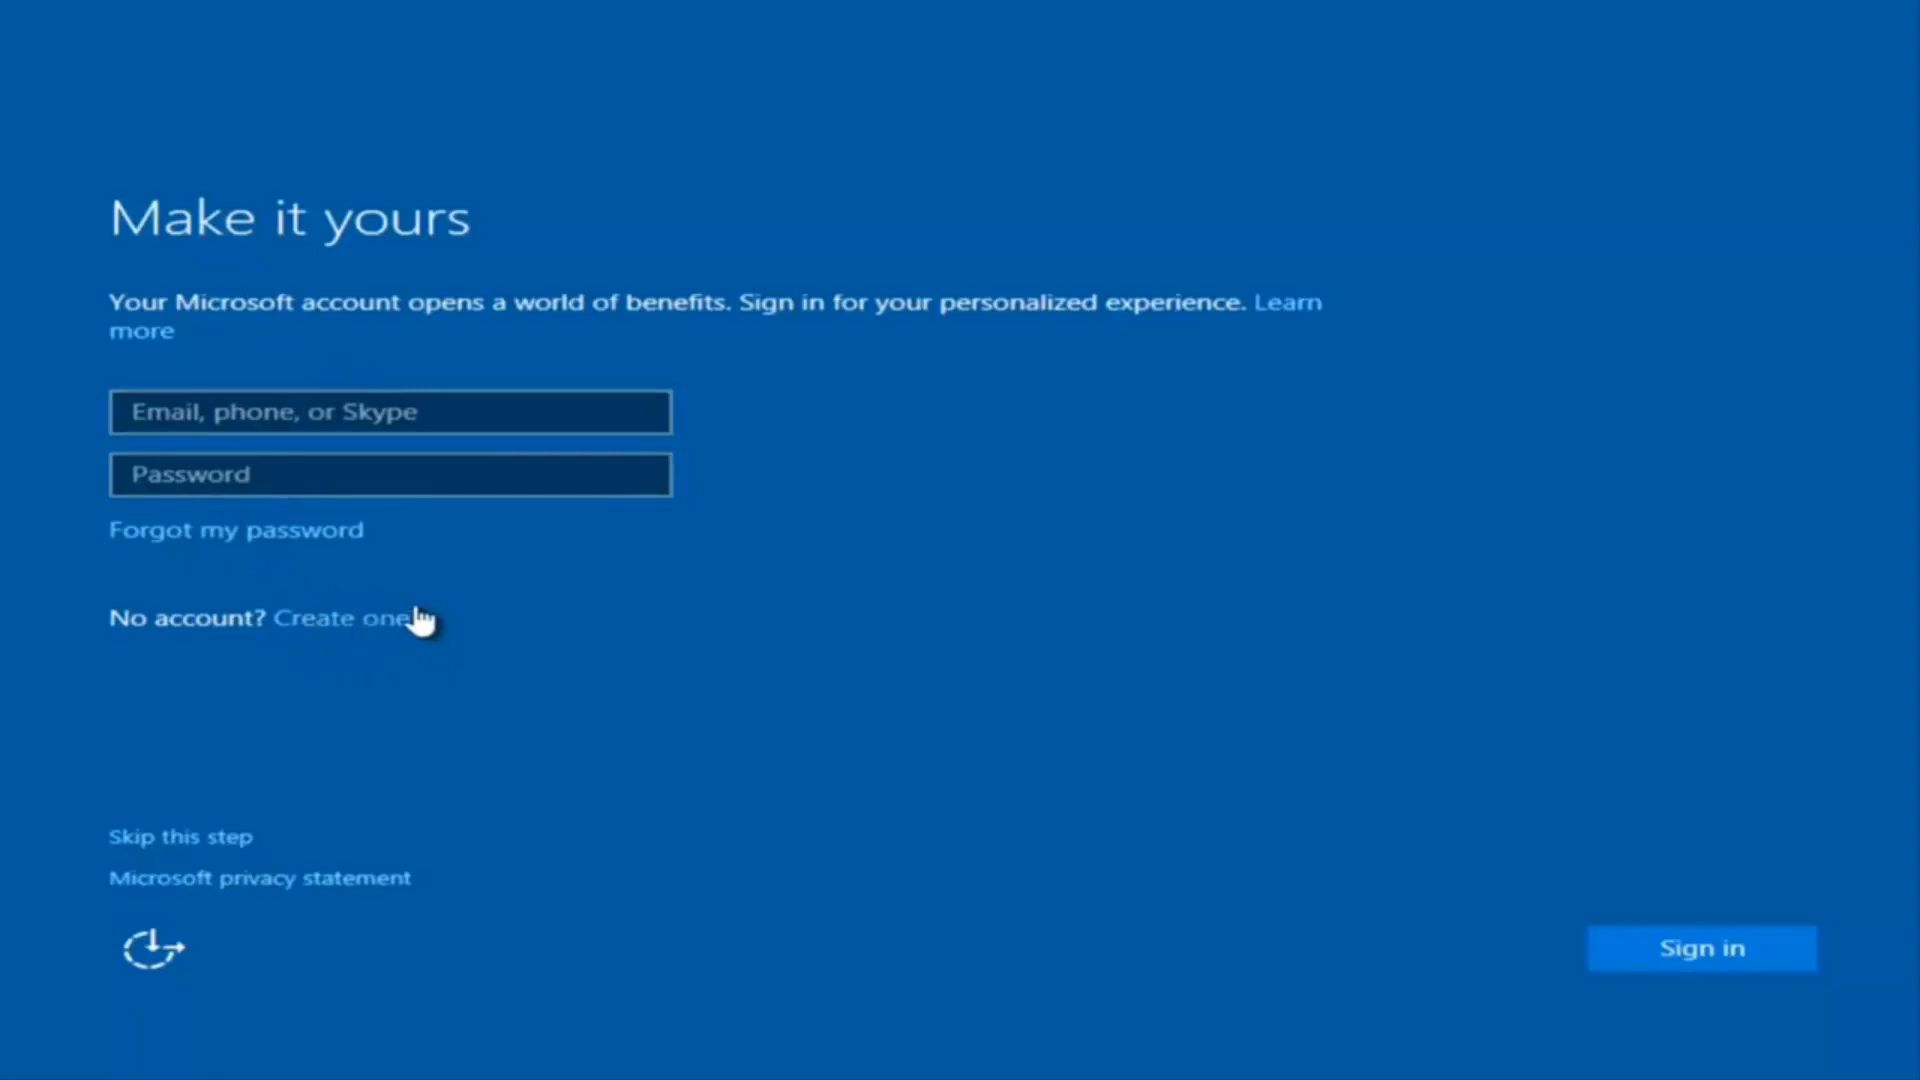 Make it yours
Your Microsoft account opens a world of benefits. Sign in for your personalized experience. Learn
more
Email, phone, or Skype
Password
Forgot my password
No account? Create one
Skip this step
Microsoft privacy statement
Sign in